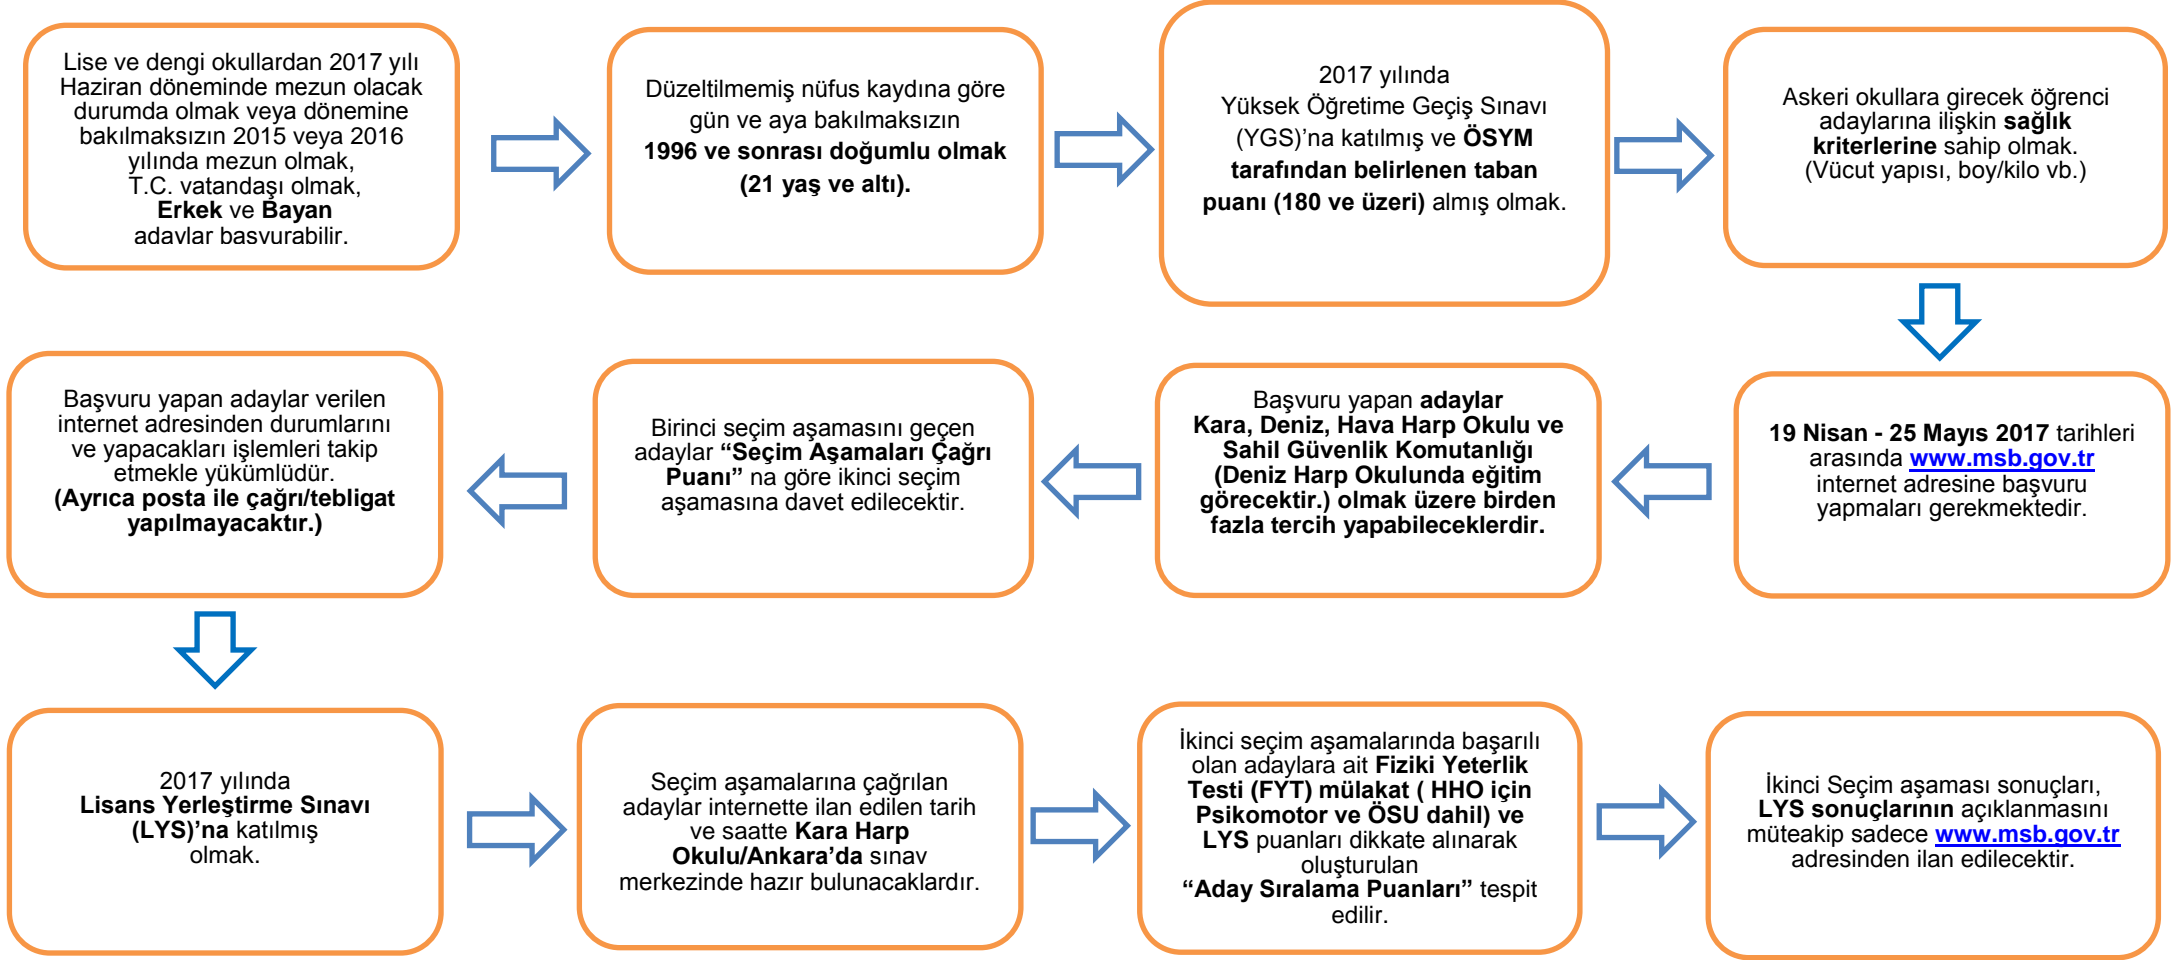 Lise ve dengi okullardan 2017 yılı
Haziran döneminde mezun olacak
durumda olmak veya dönemine
bakılmaksızın 2015 veya 2016
yılında mezun olmak,
T.C. vatandaşı olmak,
Erkek ve Bayan
adavlar basvurabilir.
Düzeltilmemiş nüfus kaydına göre
gün ve aya bakılmaksızın
1996 ve sonrası doğumlu olmak
(21 yaş ve altı).
2017 yılında
Yüksek Öğretime Geçiş Sınavı
(YGS)’na katılmış ve ÖSYM
tarafından belirlenen taban
puanı (180 ve üzeri) almış olmak.
Askeri okullara girecek öğrenci
adaylarına ilişkin sağlık
kriterlerine sahip olmak.
(Vücut yapısı, boy/kilo vb.)
19 Nisan - 25 Mayıs 2017 tarihleri
arasında www.msb.gov.tr
internet adresine başvuru
yapmaları gerekmektedir.
Başvuru yapan adaylar
Kara, Deniz, Hava Harp Okulu ve
Sahil Güvenlik Komutanlığı
(Deniz Harp Okulunda eğitim
görecektir.) olmak üzere birden
fazla tercih yapabileceklerdir.
Birinci seçim aşamasını geçen
adaylar “Seçim Aşamaları Çağrı
Puanı” na göre ikinci seçim
aşamasına davet edilecektir.
Başvuru yapan adaylar verilen
internet adresinden durumlarını
ve yapacakları işlemleri takip
etmekle yükümlüdür.
(Ayrıca posta ile çağrı/tebligat
yapılmayacaktır.)
2017 yılında
Lisans Yerleştirme Sınavı
(LYS)’na katılmış
olmak.
Seçim aşamalarına çağrılan
adaylar internette ilan edilen tarih
ve saatte Kara Harp
Okulu/Ankara’da sınav
merkezinde hazır bulunacaklardır.
İkinci seçim aşamalarında başarılı
olan adaylara ait Fiziki Yeterlik
Testi (FYT) mülakat ( HHO için
Psikomotor ve ÖSU dahil) ve
LYS puanları dikkate alınarak
oluşturulan
“Aday Sıralama Puanları” tespit
edilir.
İkinci Seçim aşaması sonuçları,
LYS sonuçlarının açıklanmasını
müteakip sadece www.msb.gov.tr
adresinden ilan edilecektir.